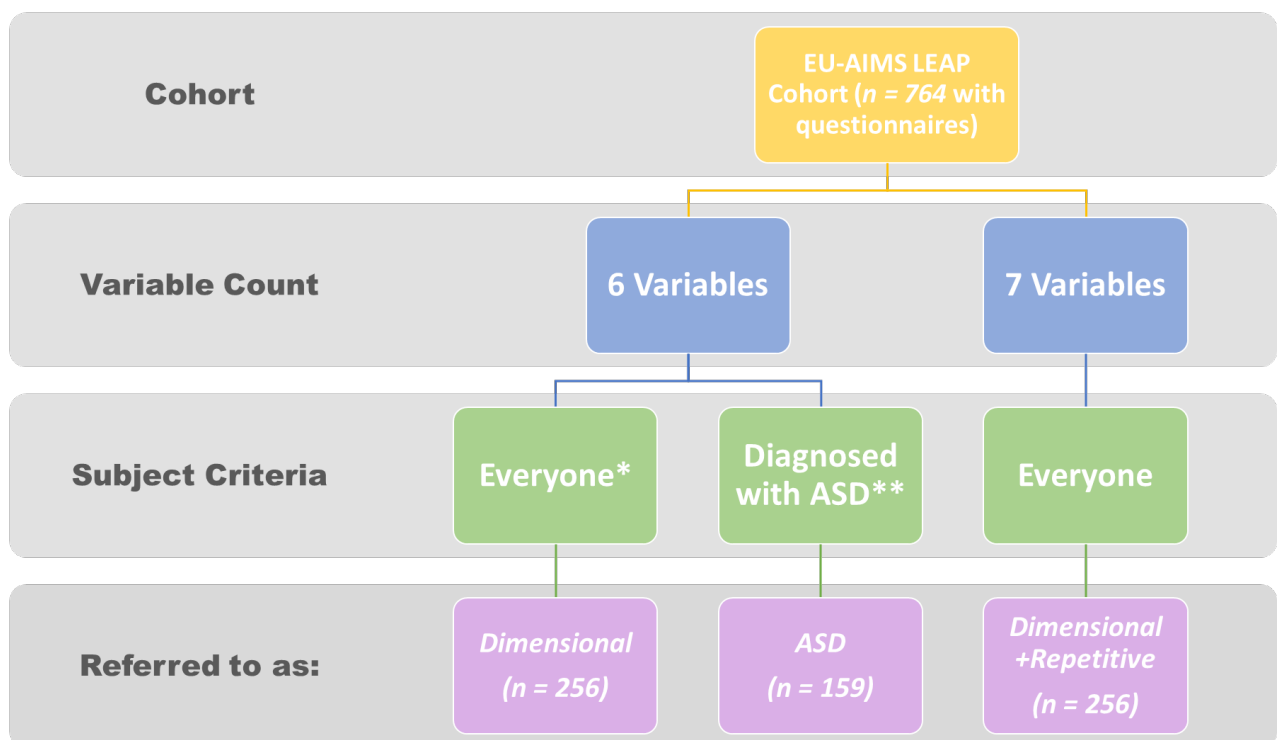 Cohort
EU-AIMS LEAP
Cohort (n = 764 with
questionnaires)
Variable Count
6 Variables
7 Variables
Subject Criteria
Everyone*
Diagnosed
with ASD**
Everyone
Referred to as:
Dimensional
(n = 256)
ASD
(n = 159)
Dimensional
+Repetitive
(n = 256)